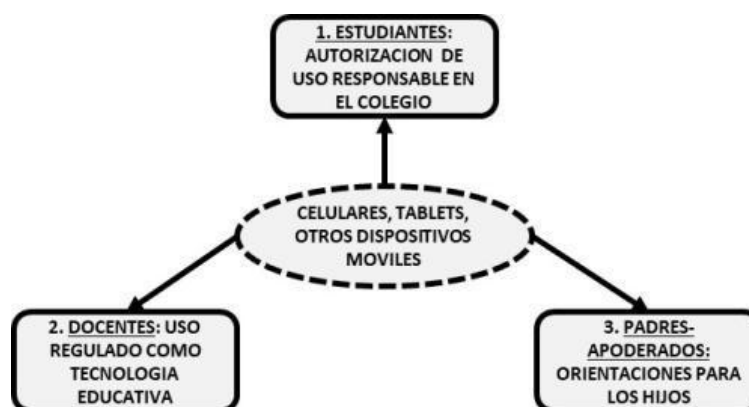 1. ESTUDIANTES:
AUTORIZACION DE
USO RESPONSABLE EN
EL COLEGIO
CELULARES, TABLETS,
OTROS DISPOSITIVOS
MOVILES
2. DOCENTES: USO
REGULADO COMO
TECNOLOGIA
EDUCATIVA
3. PADRES-
APODERADOS:
ORIENTACIONES PARA
LOS HIJOS